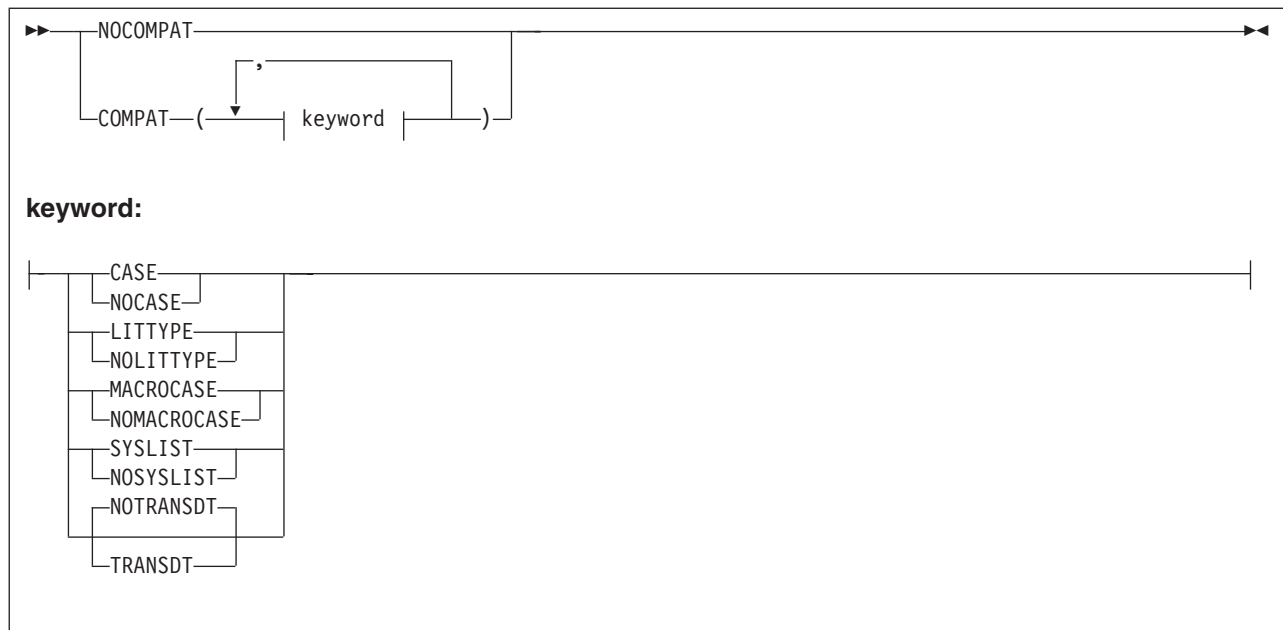 NOCOMPAT
,
COMPAT ( keyword )
keyword:
CASE
NOCASE
LITTYPE
NOLITTYPE
MACROCASE
NOMACROCASE
SYSLIST
NOSYSLIST
NOTRANSDT
TRANSDT